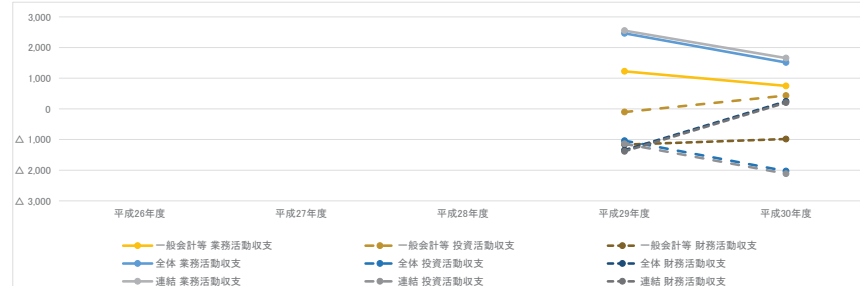 3,000
2,000
1,000
0
△ 1,000
△ 2,000
△ 3,000
平成26年度 平成27年度 平成28年度 平成29年度 平成30年度
一般会計等 業務活動収支 一般会計等 投資活動収支 一般会計等 財務活動収支
全体 業務活動収支 全体 投資活動収支 全体 財務活動収支
連結 業務活動収支 連結 投資活動収支 連結 財務活動収支